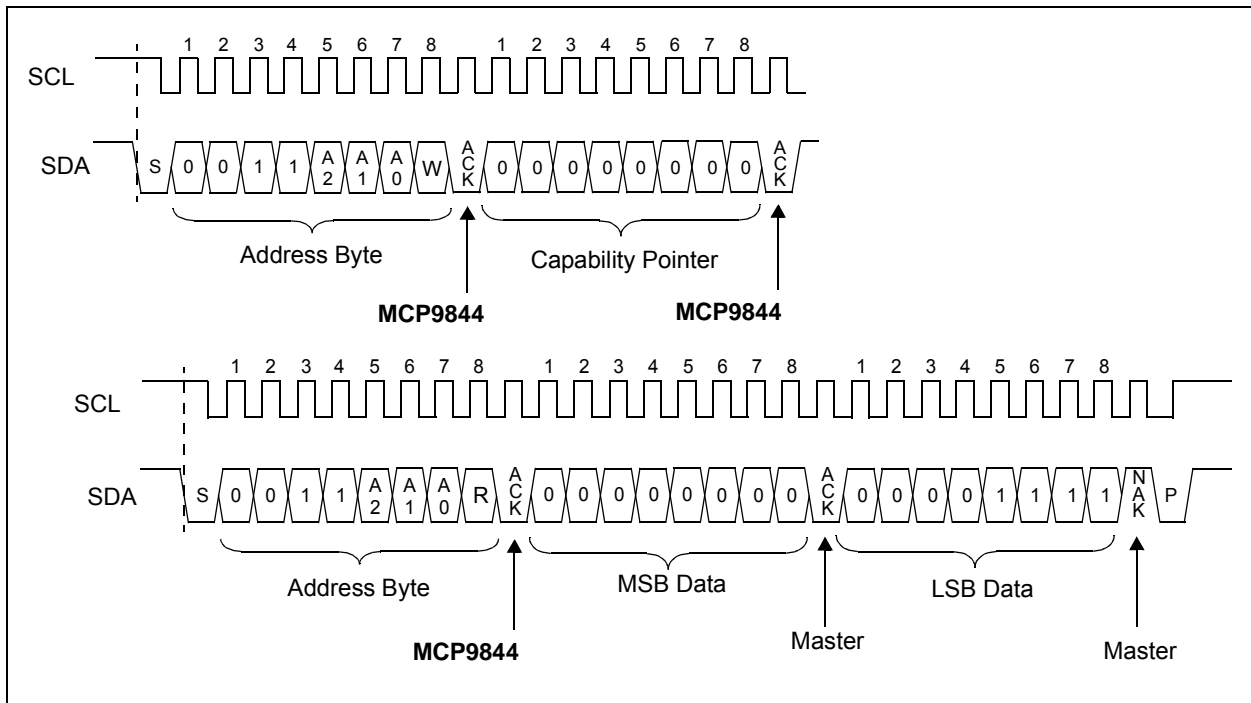 1 2 3 4 5 6 7 8 1 2 3 4 5 6 7 8
SCL
SDA S 0 0 1 1 A2 A1 A0 W ACK 0 0 0 0 0 0 0 0 ACK
Address Byte Capability Pointer
MCP9844 MCP9844
1 2 3 4 5 6 7 8 1 2 3 4 5 6 7 8 1 2 3 4 5 6 7 8
SCL
SDA S 0 0 1 1 A2 A1 A0 R ACK 0 0 0 0 0 0 0 0 ACK 0 0 0 0 1 1 1 1 NAK P
Address Byte MSB Data LSB Data
MCP9844 Master Master